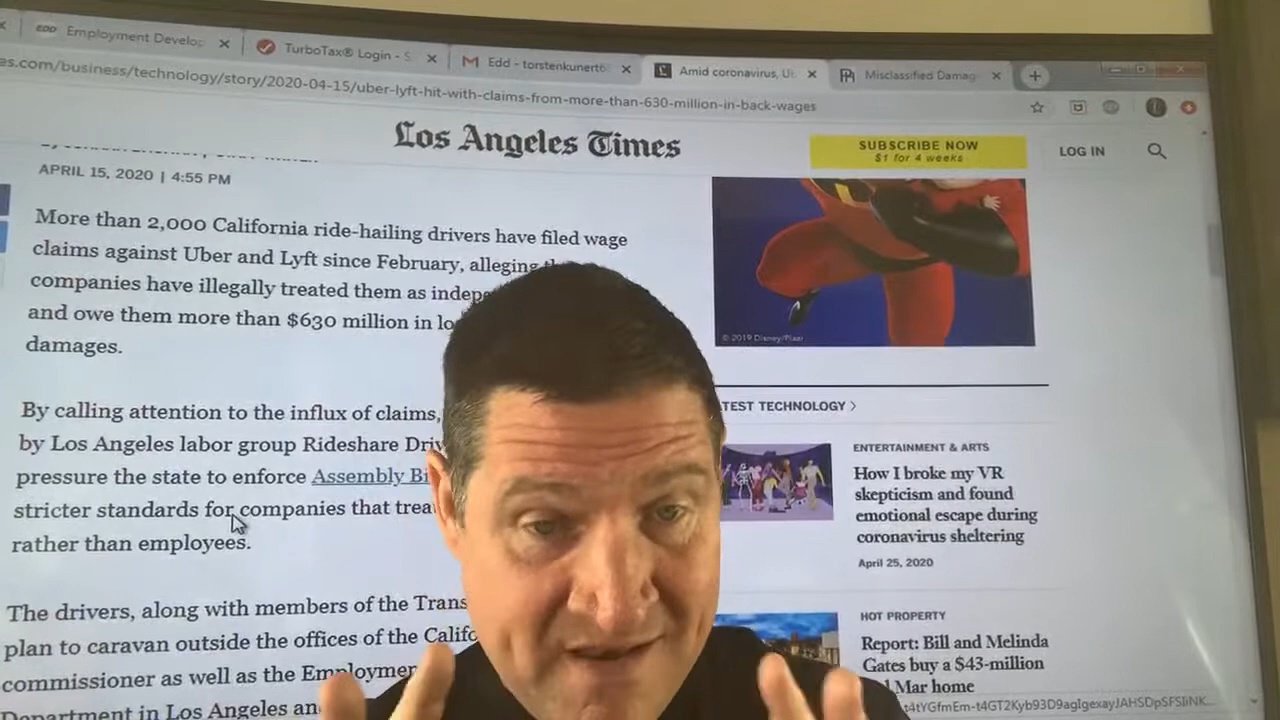 EDD Employment Develop
TurboTax® Login - S
Edd - torstenkunert6
Amid coronavirus, Ub
Misclassified Damag
es.com/business/technology/story/2020-04-15/uber-lyft-hit-with-claims-from-more-than-630-million-in-back-wages
Los Angeles Times
SUBSCRIBE NOW
$1 for 4 weeks
LOG IN
APRIL 15, 2020 | 4:55 PM
More than 2,000 California ride-hailing drivers have filed wage
claims against Uber and Lyft since February, alleging
companies have illegally treated them as indep
and owe them more than $630 million in lo
damages.
By calling attention to the influx of claims,
by Los Angeles labor group Rideshare Driv
pressure the state to enforce Assembly Bi
stricter standards for companies that trea
rather than employees.
The drivers, along with members of the Trans
plan to caravan outside the offices of the Califo
commissioner as well as the Employmen
Department in Los Angeles an
© 2019 Disney/Pixar
TEST TECHNOLOGY >
ENTERTAINMENT & ARTS
How I broke my VR
skepticism and found
emotional escape during
coronavirus sheltering
April 25, 2020
HOT PROPERTY
Report: Bill and Melinda
Gates buy a $43-million
Mar home